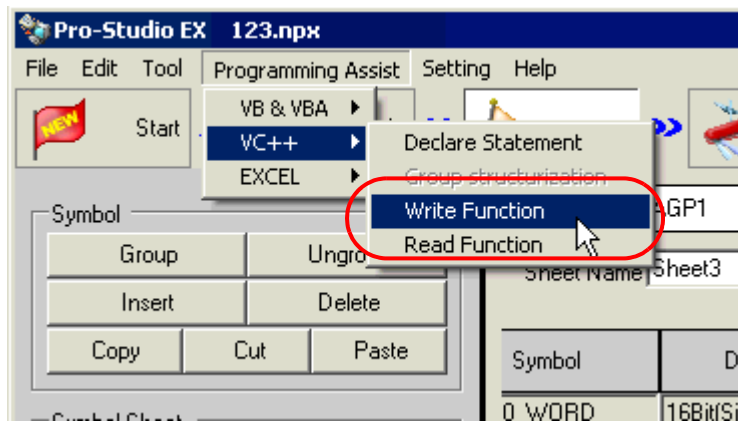 Pro-Studio EX 123.npx
File Edit Tool Programming Assist Setting Help
NEW Start
VB & VBA
VC++
EXCEL
Declare Statement
Group structurization
Write Function
Read Function
Symbol
Group
Insert Delete
Copy Cut Paste
AGP1
Sheet Name Sheet3
Symbol D
0 WORD 16Bit(Si